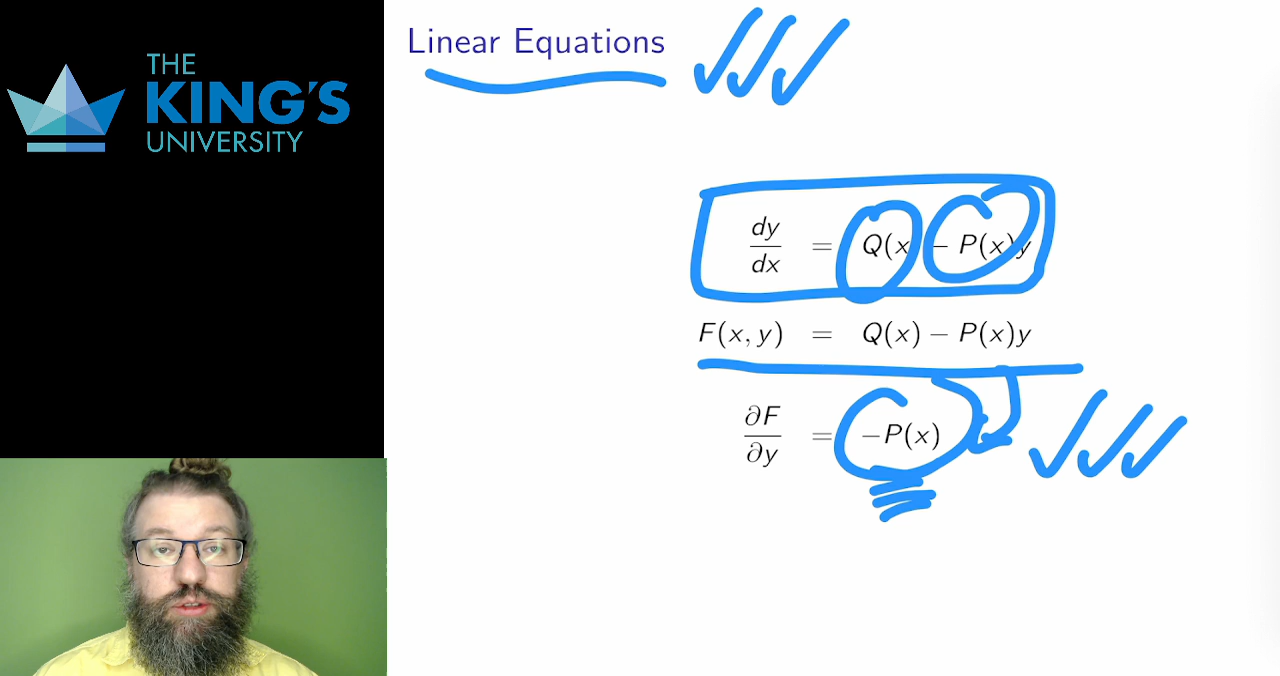 THE
KING'S
UNIVERSITY
Linear Equations
dy/dx = Q(x) − P(x)y
F(x, y) = Q(x) − P(x)y
∂F/∂y = −P(x)